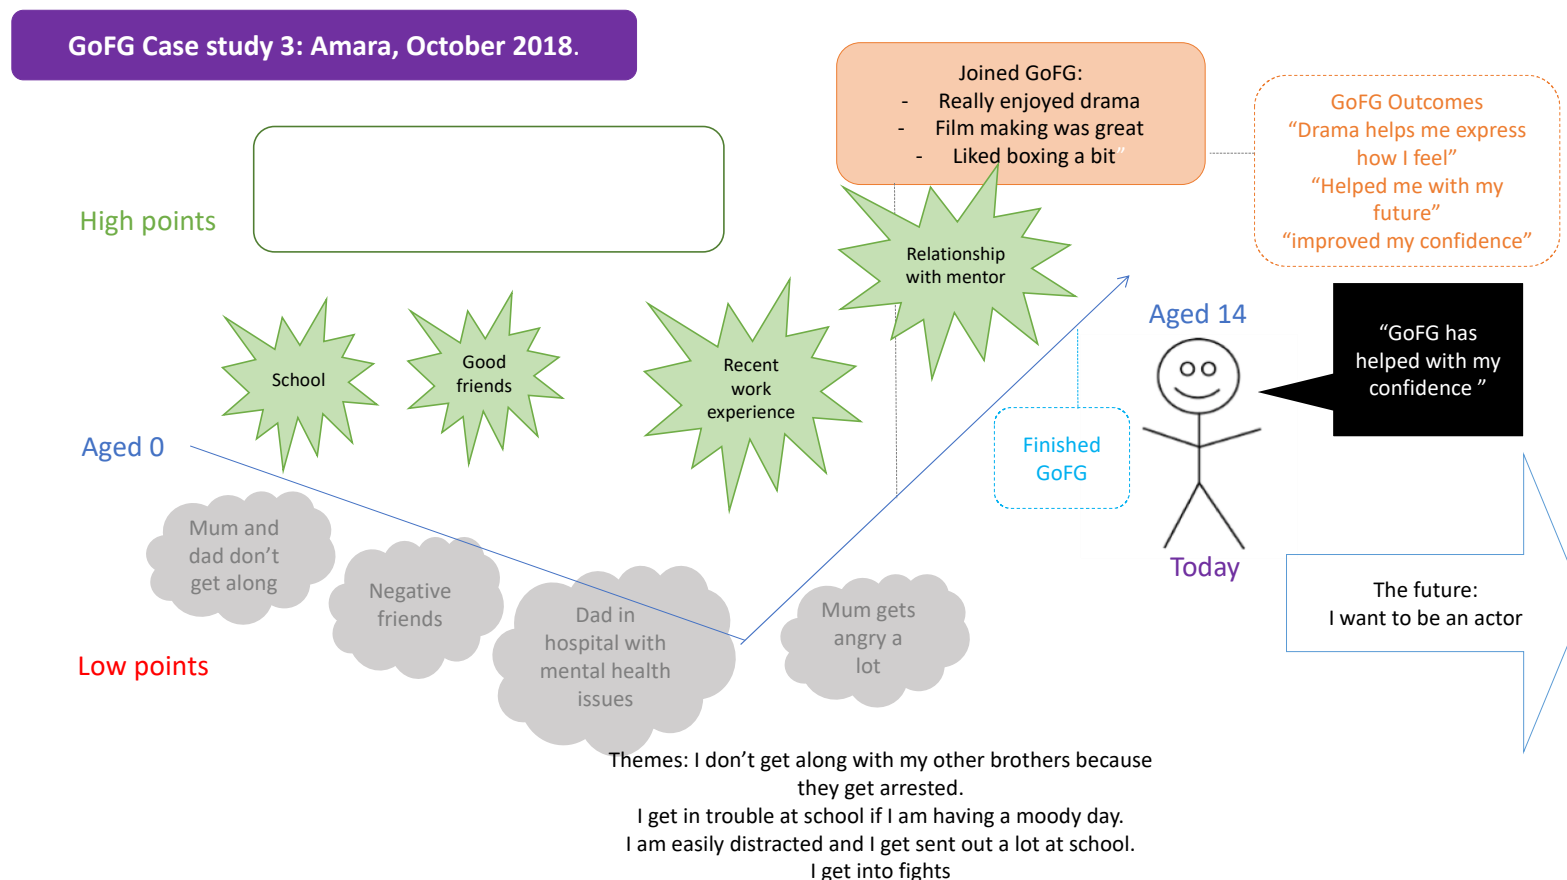 GoFG Case study 3: Amara, October 2018.
Joined GoFG:
- Really enjoyed drama
- Film making was great
- Liked boxing a bit”
GoFG Outcomes
“Drama helps me express
how I feel”
“Helped me with my
future”
“improved my confidence”
High points
Relationship
with mentor
Aged 14
“GoFG has
helped with my
confidence ”
School
Good
friends
Recent
work
experience
Aged 0
Finished
GoFG
Mum and
dad don’t
get along
Negative
friends
Dad in
hospital with
mental health
issues
Mum gets
angry a
lot
Today
The future:
I want to be an actor
Low points
Themes: I don’t get along with my other brothers because
they get arrested.
I get in trouble at school if I am having a moody day.
I am easily distracted and I get sent out a lot at school.
I get into fights